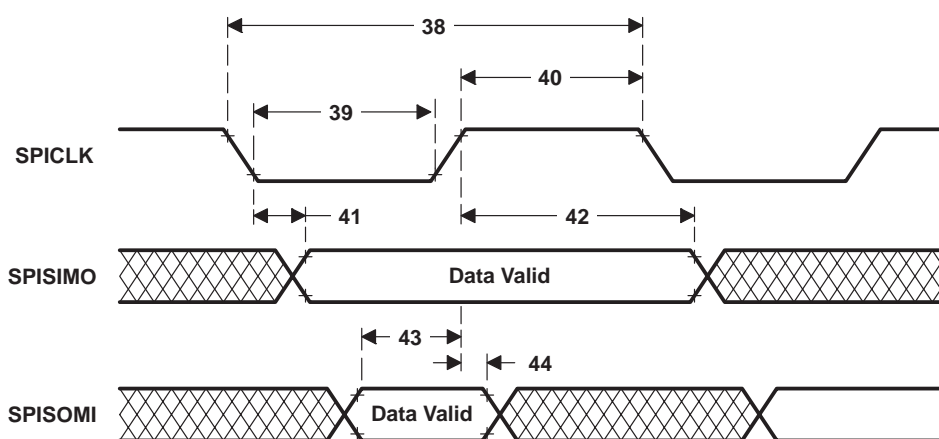 38
40
39
SPICLK
41
42
SPISIMO
Data Valid
43
44
SPISOMI
Data Valid